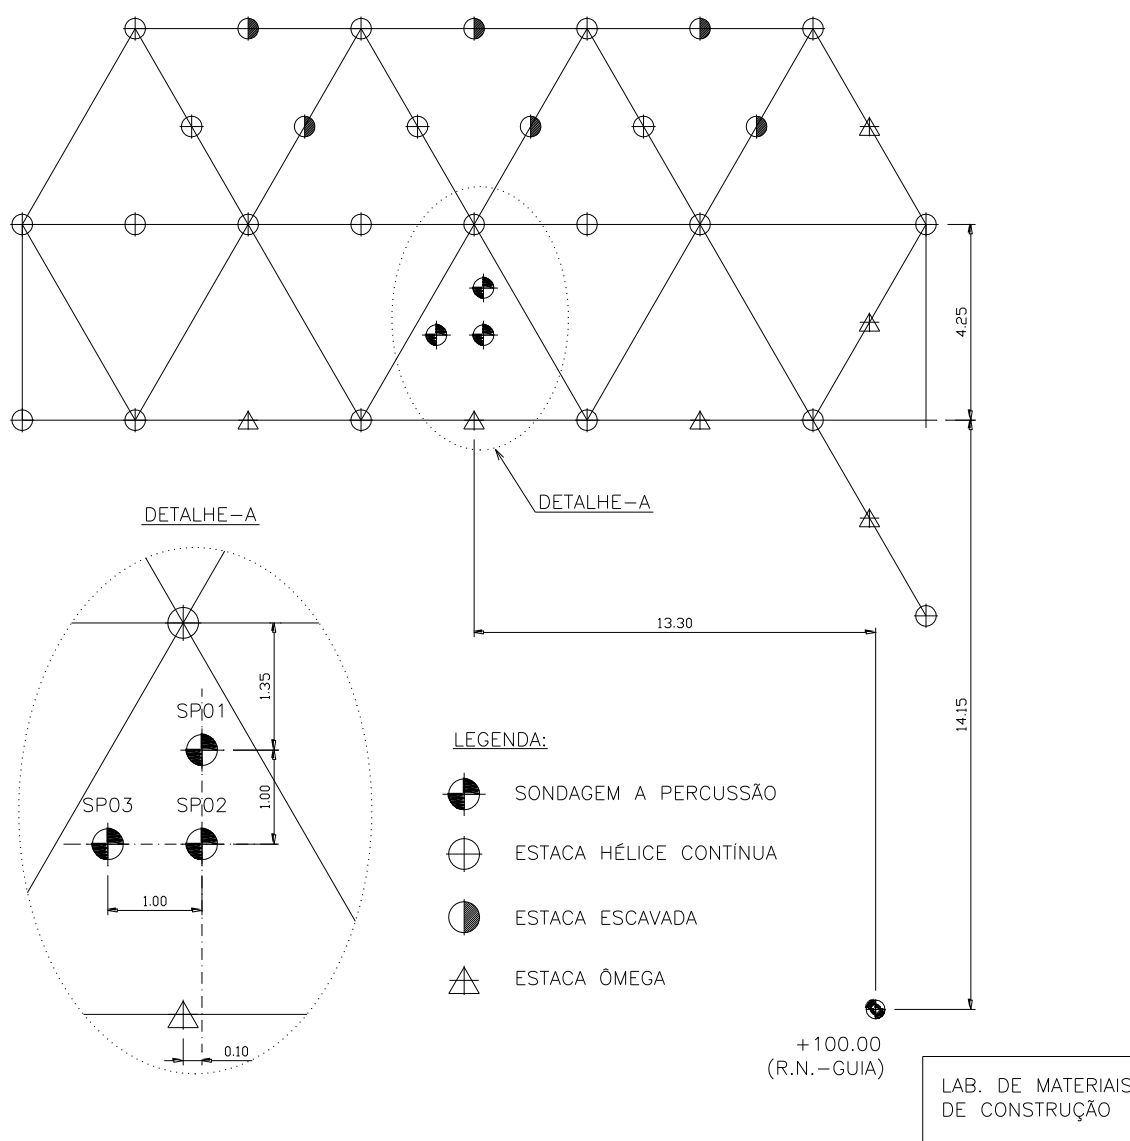 4.25
DETALHE-A
DETALHE-A
13.30
14.15
1.35
SP01
1.00
SP03
SP02
1.00
0.10
LEGENDA:
SONDAGEM A PERCUSSÃO
ESTACA HÉLICE CONTÍNUA
ESTACA ESCAVADA
ESTACA ÔMEGA
+100.00
(R.N.-GUIA)
LAB. DE MATERIAIS
DE CONSTRUÇÃO